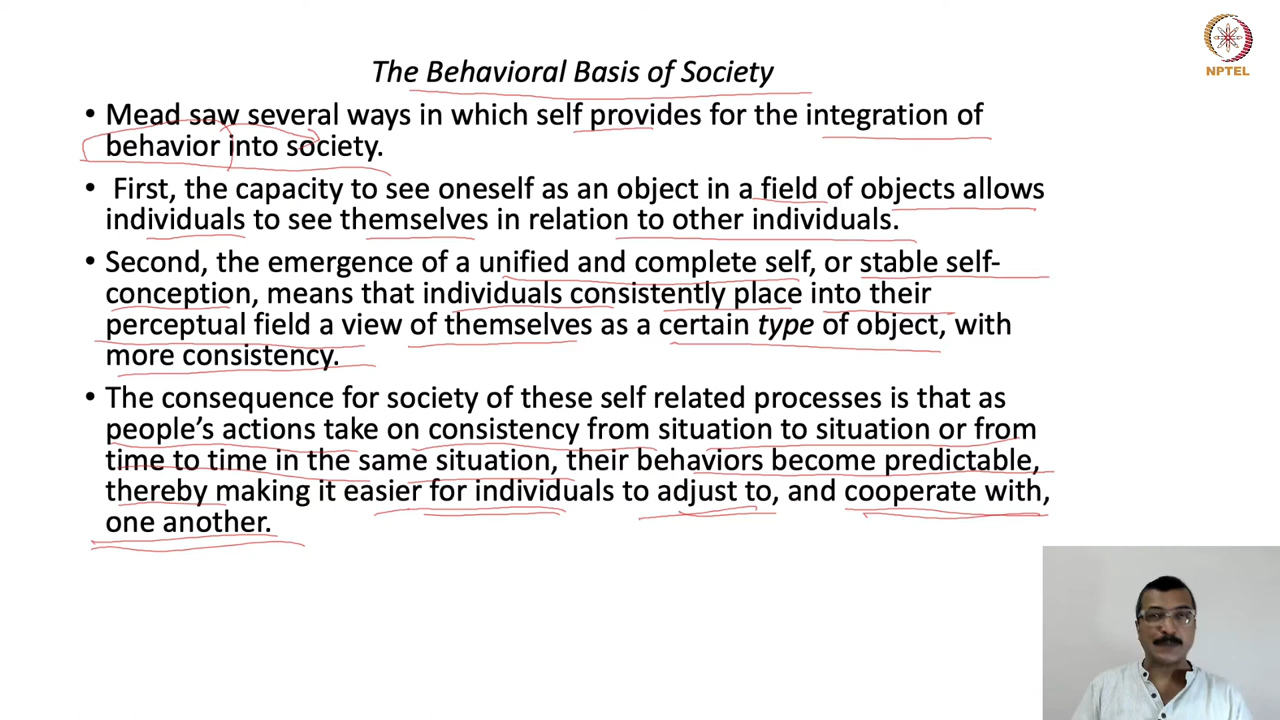 NPTEL
The Behavioral Basis of Society
• Mead saw several ways in which self provides for the integration of
behavior into society.
• First, the capacity to see oneself as an object in a field of objects allows
individuals to see themselves in relation to other individuals.
• Second, the emergence of a unified and complete self, or stable self-
conception, means that individuals consistently place into their
perceptual field a view of themselves as a certain type of object, with
more consistency.
• The consequence for society of these self related processes is that as
people’s actions take on consistency from situation to situation or from
time to time in the same situation, their behaviors become predictable,
thereby making it easier for individuals to adjust to, and cooperate with,
one another.